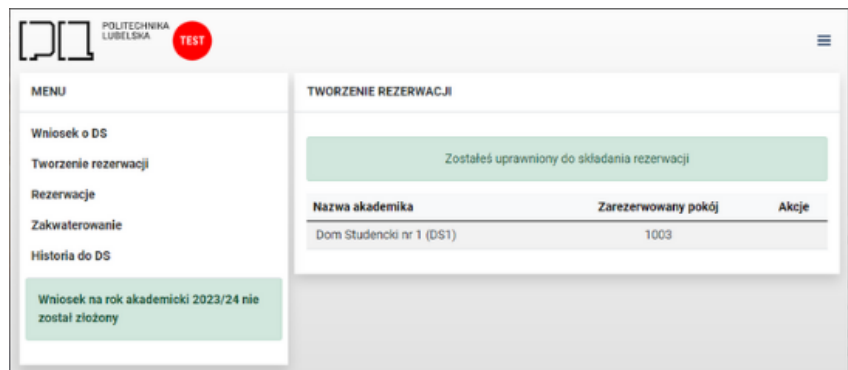 POLITECHNIKA
LUBELSKA
TEST
MENU
Wniosek o DS
Tworzenie rezerwacji
Rezerwacje
Zakwaterowanie
Historia do DS
Wniosek na rok akademicki 2023/24 nie
został złożony
TWORZENIE REZERWACJI
Zostałeś uprawniony do składania rezerwacji
Nazwa akademika Zarezerwowany pokój Akcje
Dom Studencki nr 1 (DS1) 1003